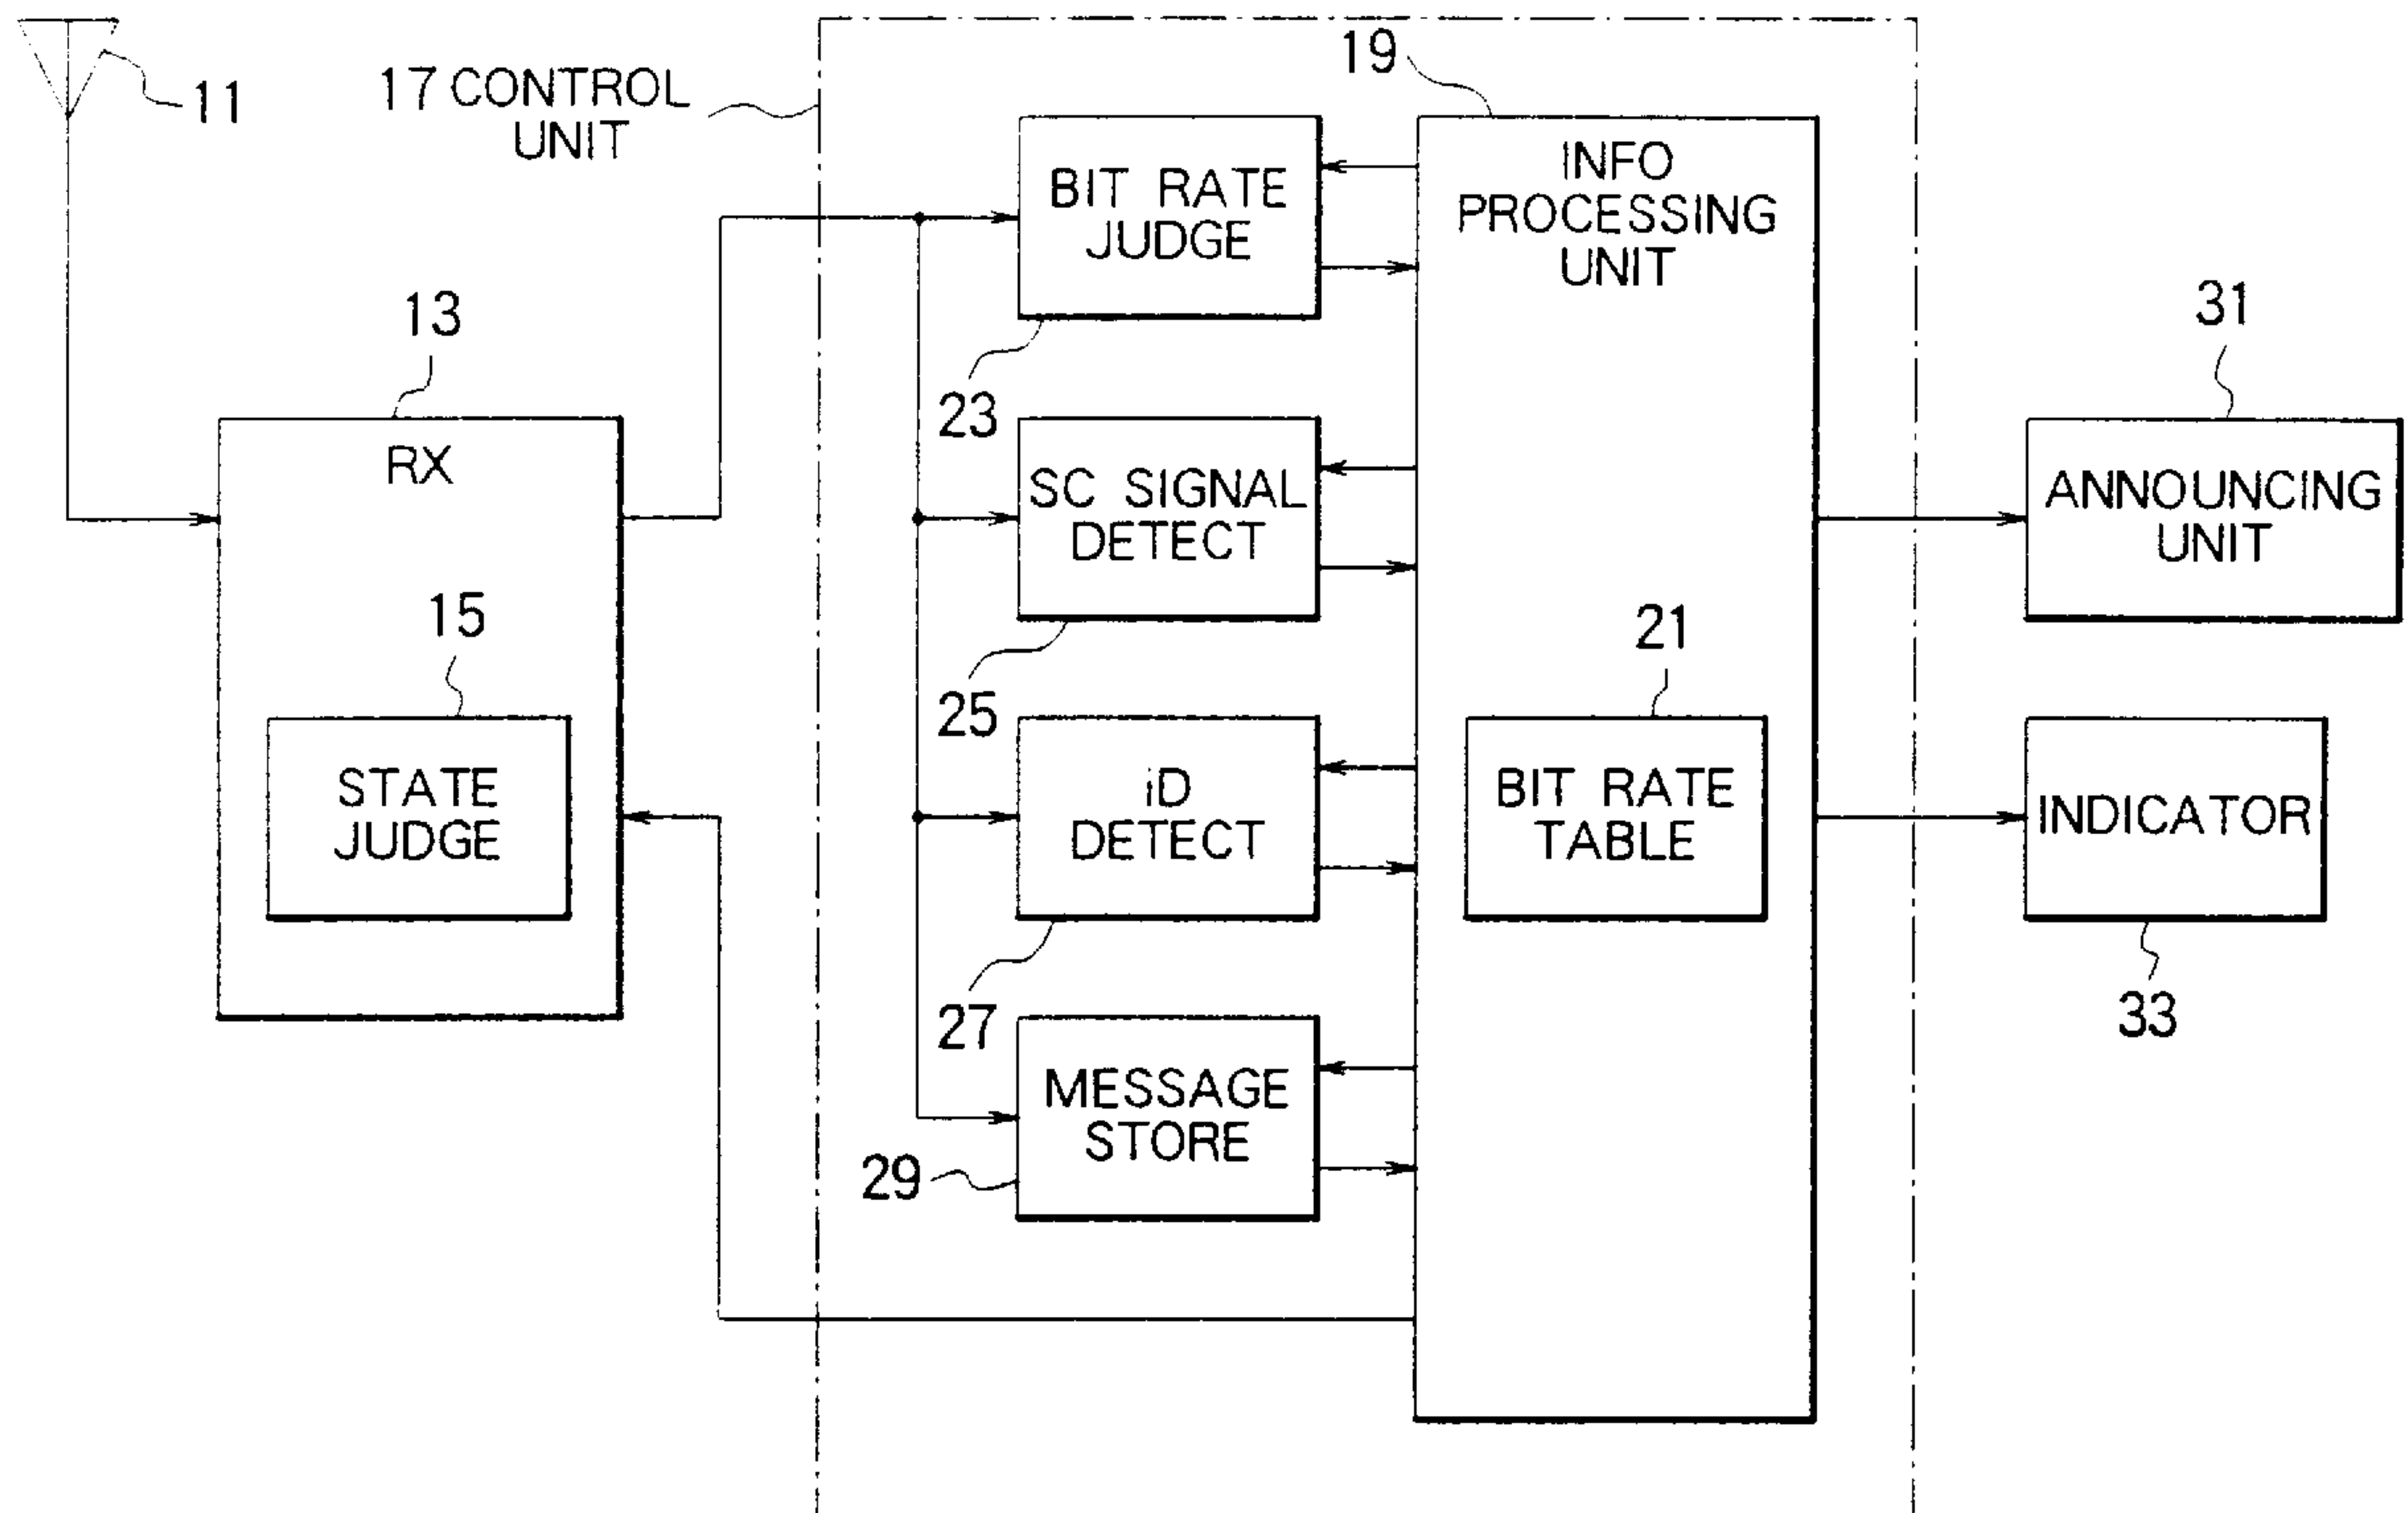 11
17 CONTROL
UNIT
19
INFO
PROCESSING
UNIT
BIT RATE
JUDGE
23
13
RX
15
STATE
JUDGE
SC SIGNAL
DETECT
25
21
BIT RATE
TABLE
iD
DETECT
27
MESSAGE
STORE
29
31
ANNOUNCING
UNIT
INDICATOR
33